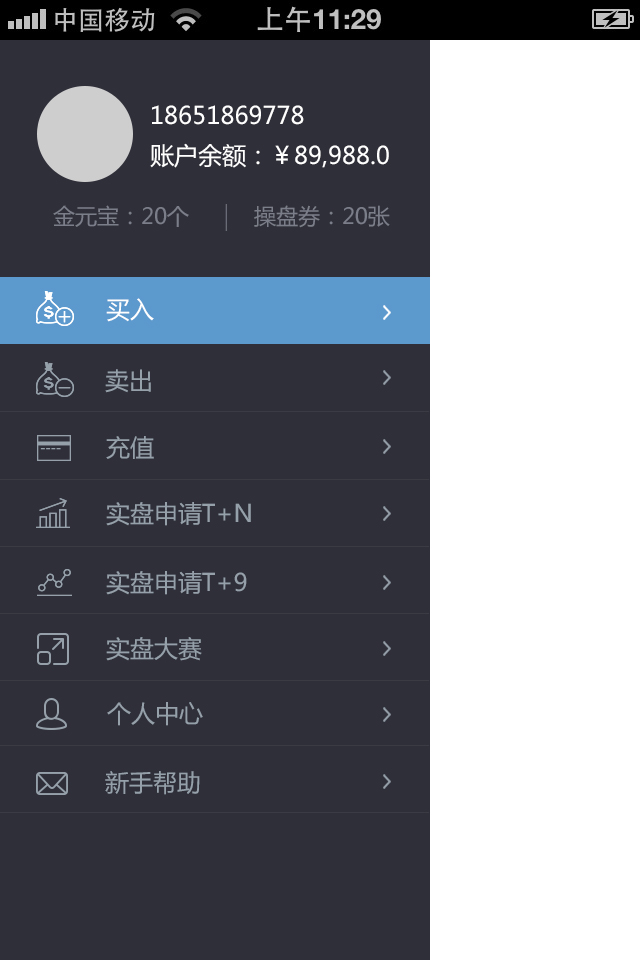 中国移动 上午11:29
18651869778
账户余额：￥89,988.0
金元宝：20个 操盘券：20张
买入
卖出
充值
实盘申请T+N
实盘申请T+9
实盘大赛
个人中心
新手帮助